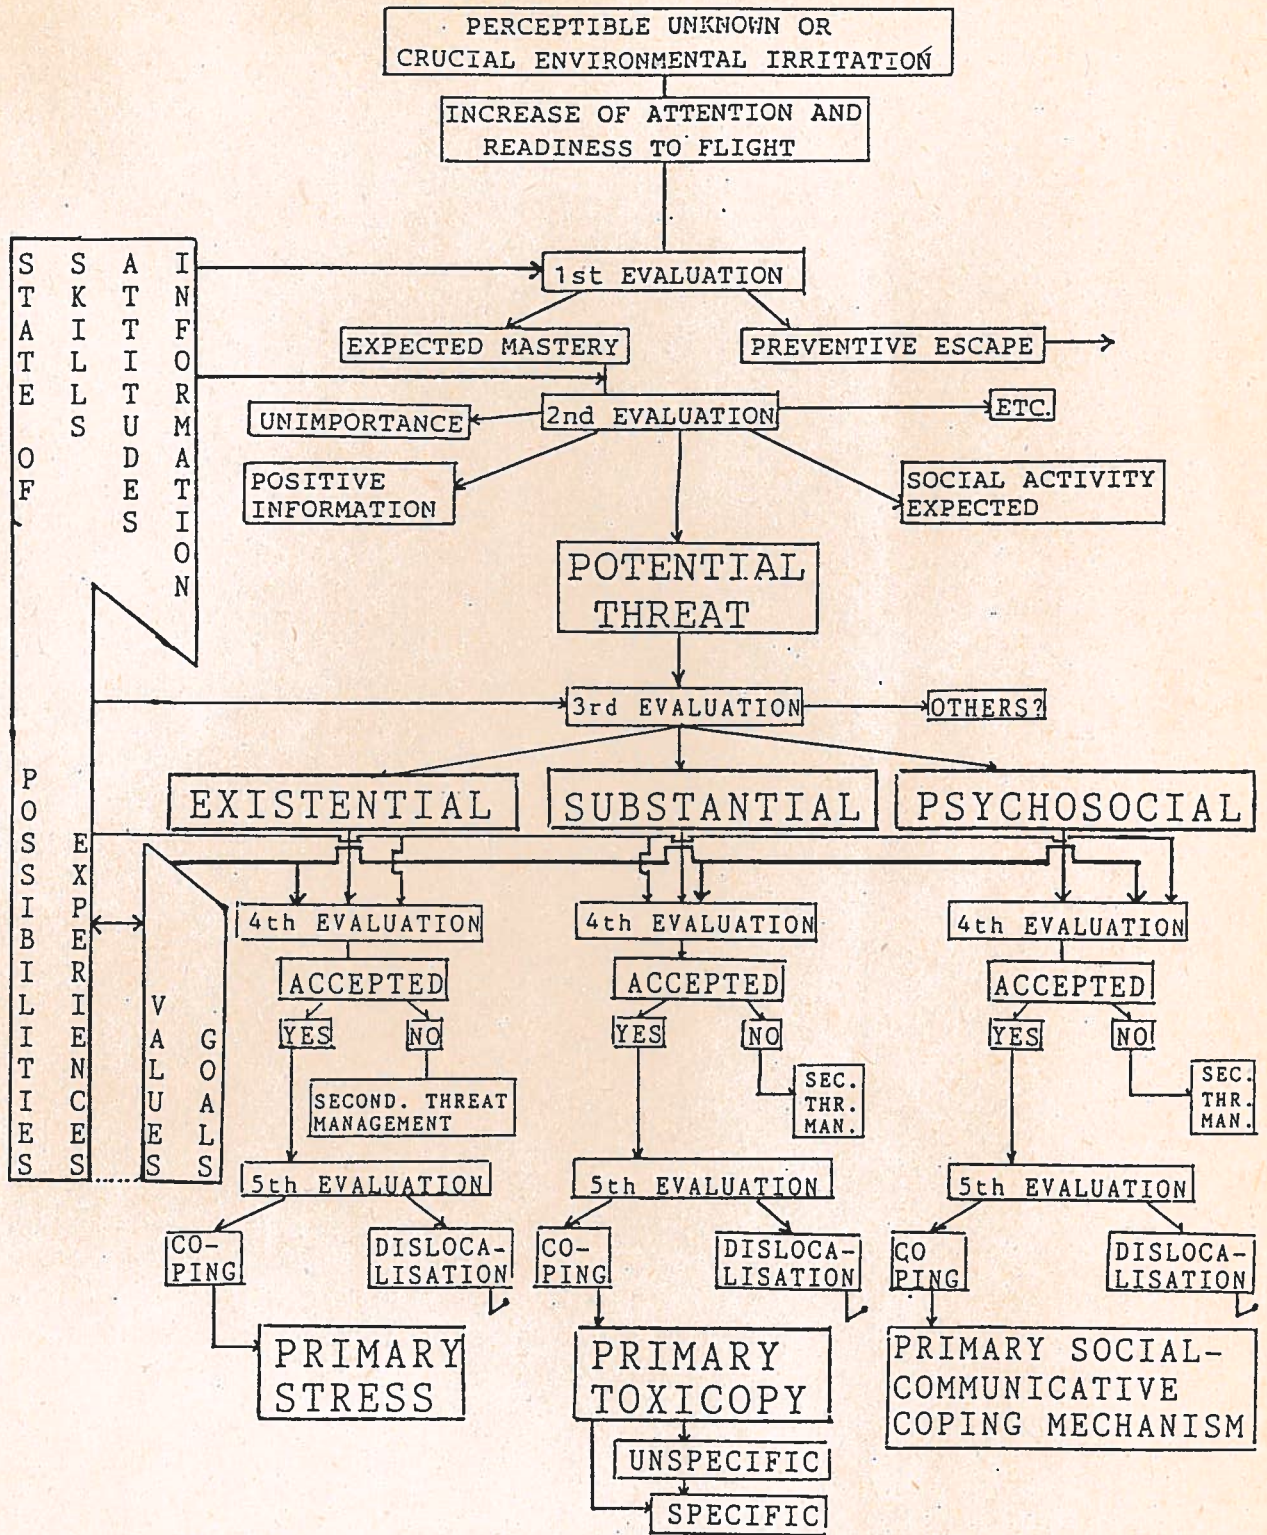 PERCEPTIBLE UNKNOWN OR
CRUCIAL ENVIRONMENTAL IRRITATION
INCREASE OF ATTENTION AND
READINESS TO FLIGHT
STATE OF
SKILLS
ATTITUDES
INFORMATION
1st EVALUATION
EXPECTED MASTERY
PREVENTIVE ESCAPE
UNIMPORTANCE
2nd EVALUATION
ETC.
POSITIVE
INFORMATION
SOCIAL ACTIVITY
EXPECTED
POTENTIAL
THREAT
3rd EVALUATION
OTHERS?
POSSIBILITIES
EXPERIENCES
VALUES
GOALS
EXISTENTIAL
SUBSTANTIAL
PSYCHOSOCIAL
4th EVALUATION
4th EVALUATION
4th EVALUATION
ACCEPTED
ACCEPTED
ACCEPTED
YES
NO
YES
NO
YES
NO
SECOND. THREAT
MANAGEMENT
SEC.
THR.
MAN.
SEC.
THR.
MAN.
5th EVALUATION
5th EVALUATION
5th EVALUATION
CO-
PING
DISLOCA-
LISATION
CO-
PING
DISLOCA-
LISATION
CO
PING
DISLOCA-
LISATION
PRIMARY
STRESS
PRIMARY
TOXICOPY
PRIMARY SOCIAL-
COMMUNICATIVE
COPING MECHANISM
UNSPECIFIC
SPECIFIC